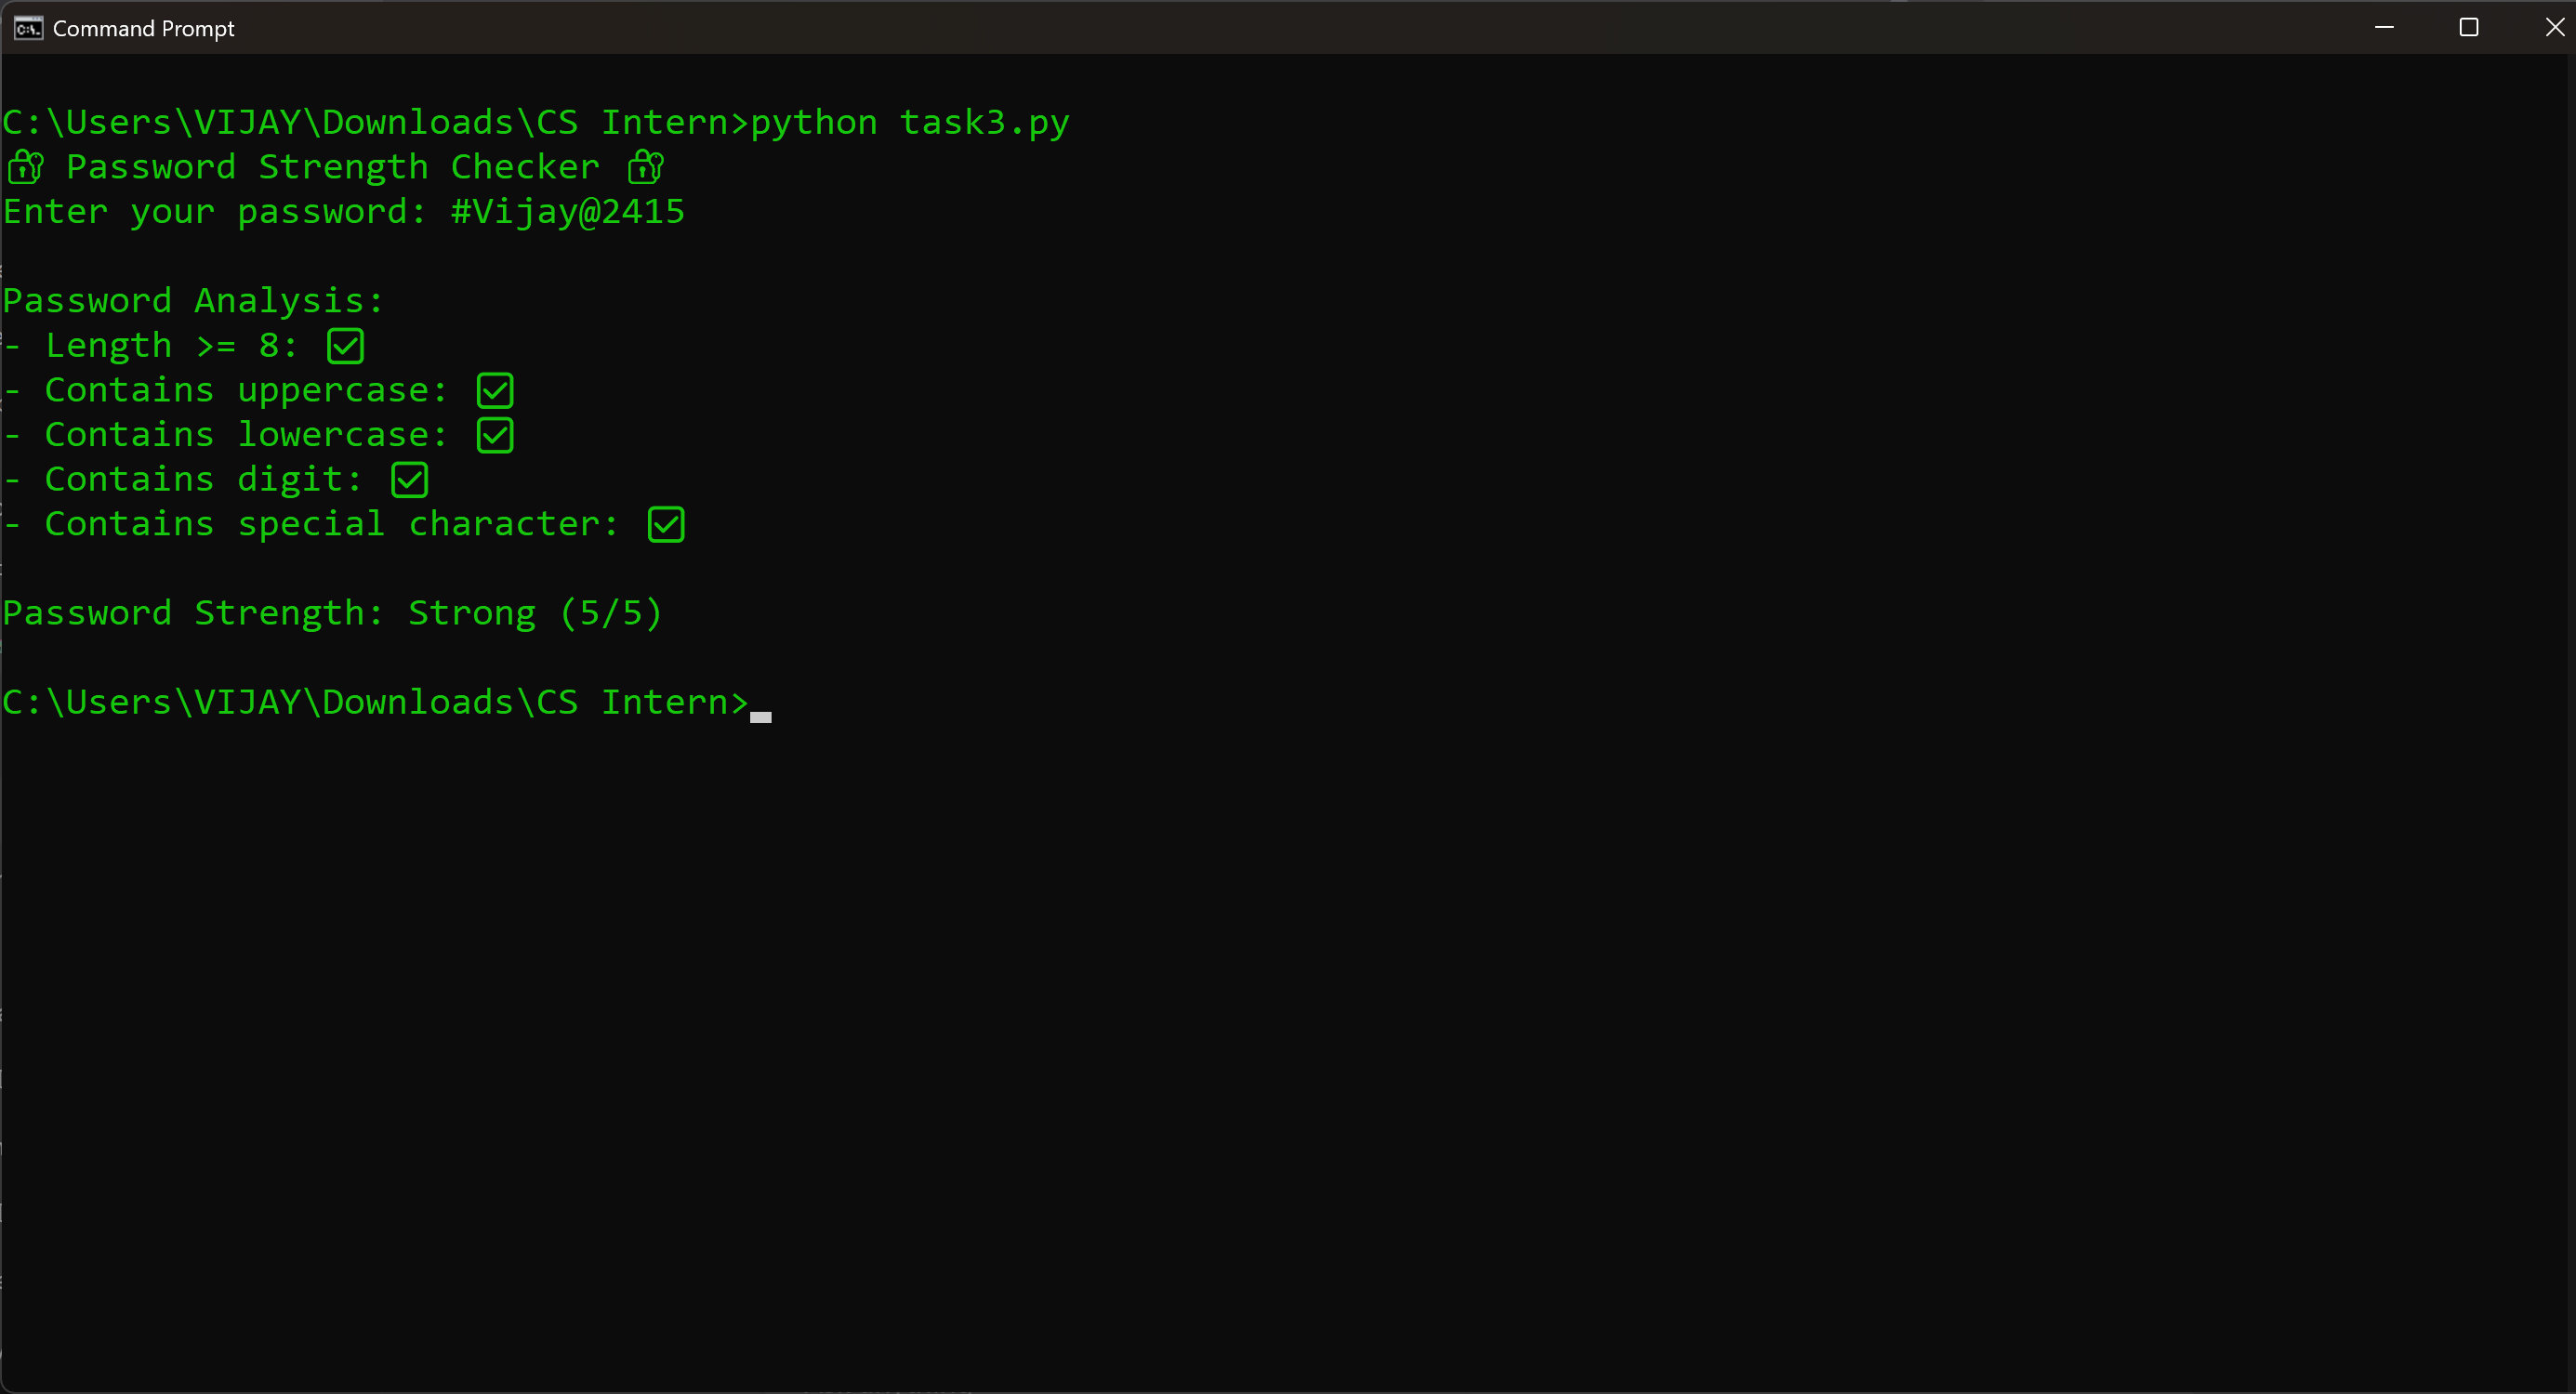 Command Prompt
C:\Users\VIJAY\Downloads\CS Intern>python task3.py
🔐 Password Strength Checker 🔐
Enter your password: #Vijay@2415
Password Analysis:
- Length >= 8: ✅
- Contains uppercase: ✅
- Contains lowercase: ✅
- Contains digit: ✅
- Contains special character: ✅
Password Strength: Strong (5/5)
C:\Users\VIJAY\Downloads\CS Intern>